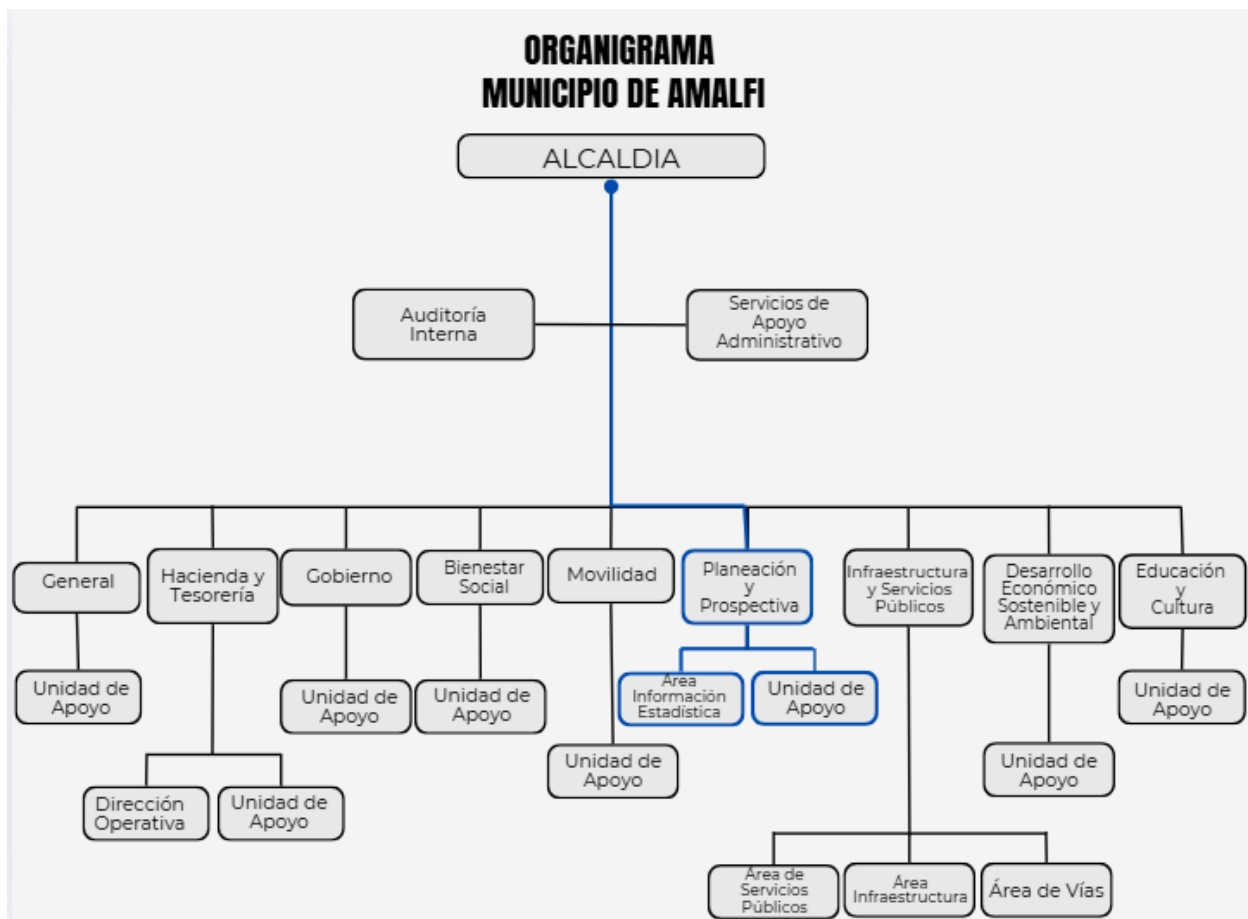 ORGANIGRAMA
MUNICIPIO DE AMALFI
ALCALDIA
Auditoría
Interna
Servicios de
Apoyo
Administrativo
General
Hacienda y
Tesorería
Gobierno
Bienestar
Social
Movilidad
Planeación
y
Prospectiva
Infraestructura
y Servicios
Públicos
Desarrollo
Económico
Sostenible y
Ambiental
Educación
y
Cultura
Unidad de
Apoyo
Dirección
Operativa
Unidad de
Apoyo
Unidad de
Apoyo
Unidad de
Apoyo
Unidad de
Apoyo
Área
Información
Estadística
Unidad de
Apoyo
Área de
Servicios
Públicos
Área
Infraestructura
Área de Vías
Unidad de
Apoyo
Unidad de
Apoyo